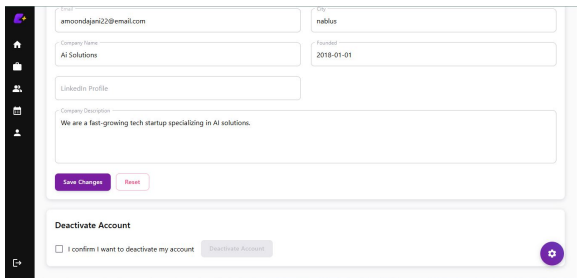 Email
City
amoondajani22@email.com
nablus
Company Name
Founded
Ai Solutions
2018-01-01
LinkedIn Profile
Company Description
We are a fast-growing tech startup specializing in AI solutions.
Save Changes
Reset
Deactivate Account
I confirm I want to deactivate my account
Deactivate Account